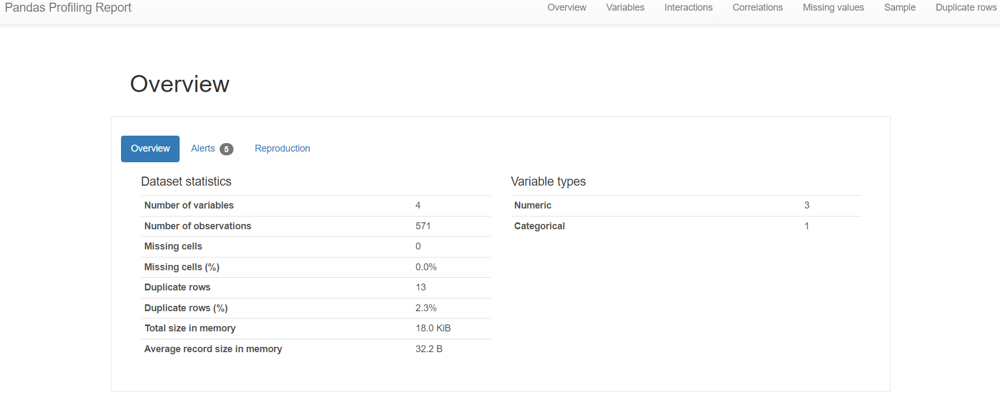 Pandas Profiling Report
Overview Variables Interactions Correlations Missing values Sample Duplicate rows
Overview
Overview Alerts 5 Reproduction
Dataset statistics
Number of variables 4
Number of observations 571
Missing cells 0
Missing cells (%) 0.0%
Duplicate rows 13
Duplicate rows (%) 2.3%
Total size in memory 18.0 KiB
Average record size in memory 32.2 B
Variable types
Numeric 3
Categorical 1